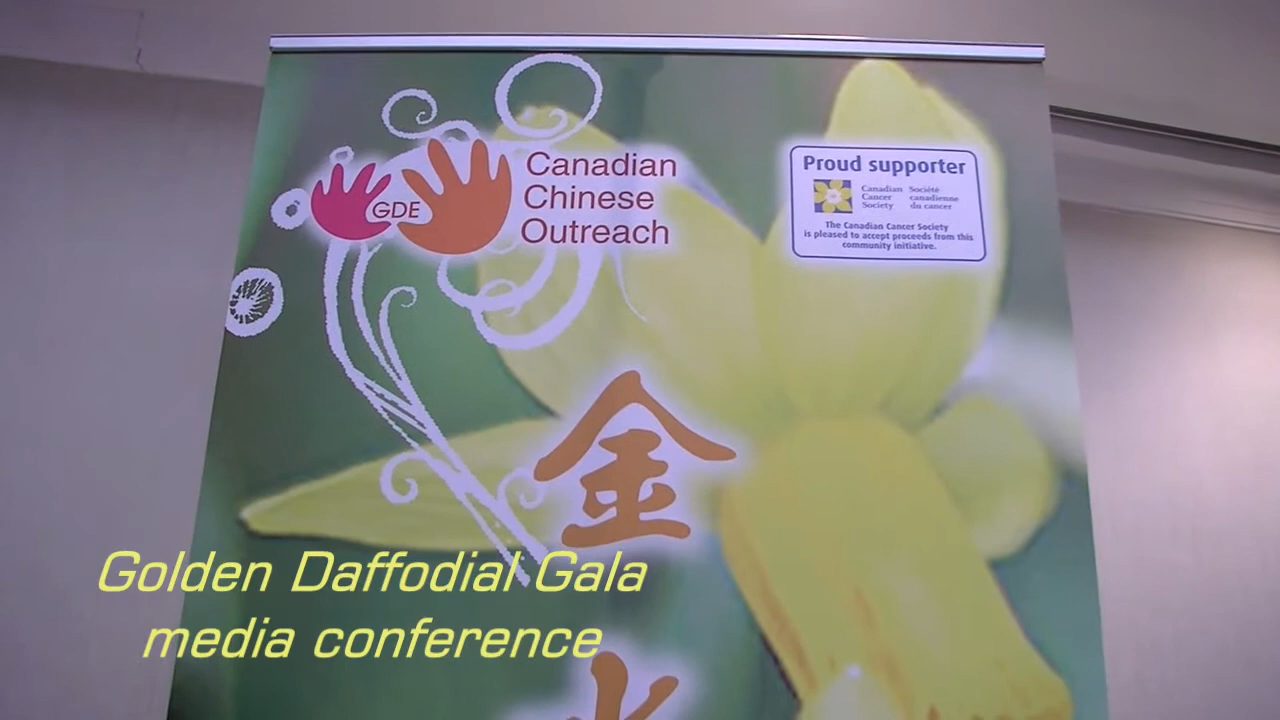 GDE
Canadian
Chinese
Outreach
Proud supporter
Canadian Société
Cancer canadienne
Society du cancer
The Canadian Cancer Society
is pleased to accept proceeds from this
community initiative.
金
Golden Daffodial Gala
media conference